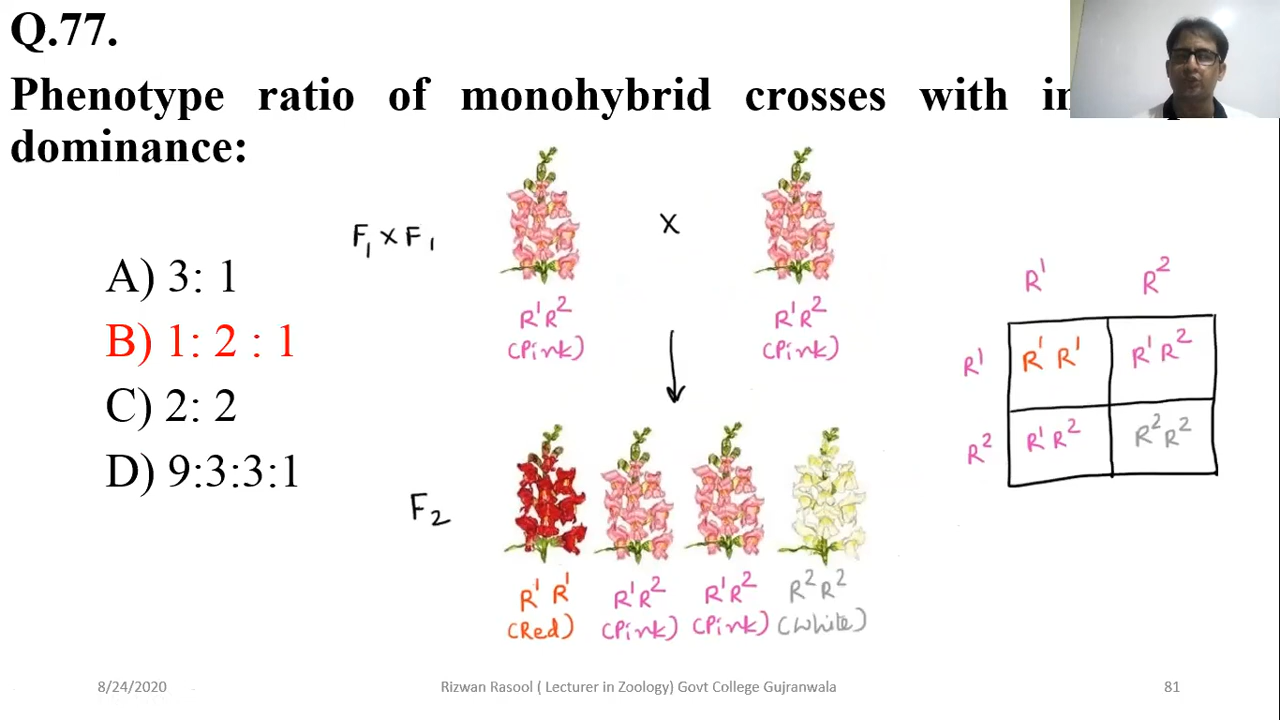 Q.77.
Phenotype ratio of monohybrid crosses with
dominance:
F₁ x F₁
X
A) 3: 1
B) 1: 2 : 1
C) 2: 2
D) 9:3:3:1
R¹R² R¹R²
(Pink) (Pink)
R¹ R²
R¹ R¹R¹ R¹R²
R² R¹R² R²R²
F₂
R¹R¹ R¹R² R¹R² R²R²
(Red) (Pink) (Pink) (White)
8/24/2020 Rizwan Rasool ( Lecturer in Zoology) Govt College Gujranwala 81